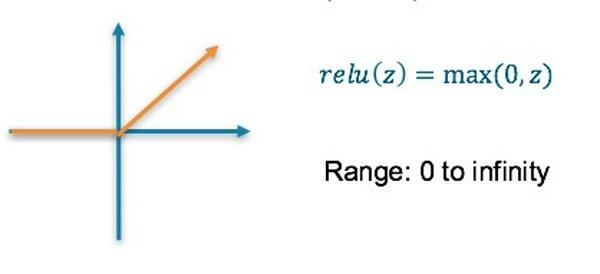 relu(z) = max(0, z)
Range: 0 to infinity